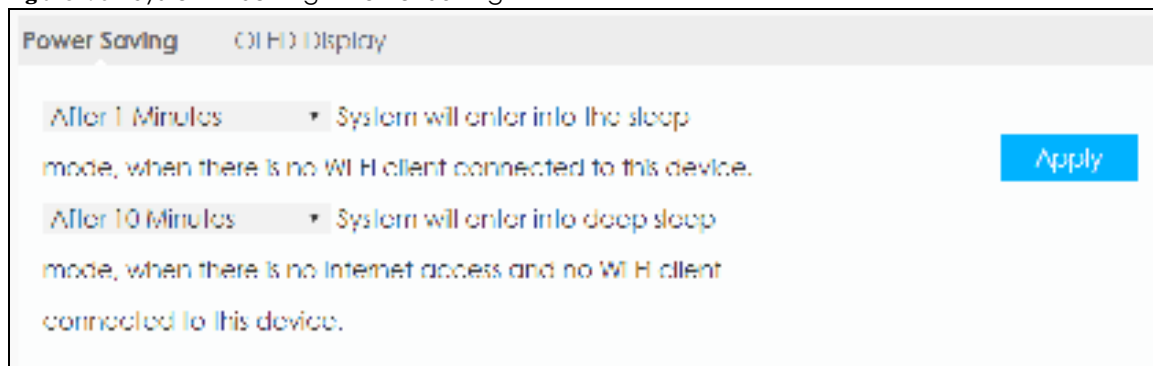 Power Saving OLED Display
After 1 Minutes System will enter into the sleep
mode, when there is no Wi-Fi client connected to this device.
Apply
After 10 Minutes System will enter into deep sleep
mode, when there is no Internet access and no Wi-Fi client
connected to this device.